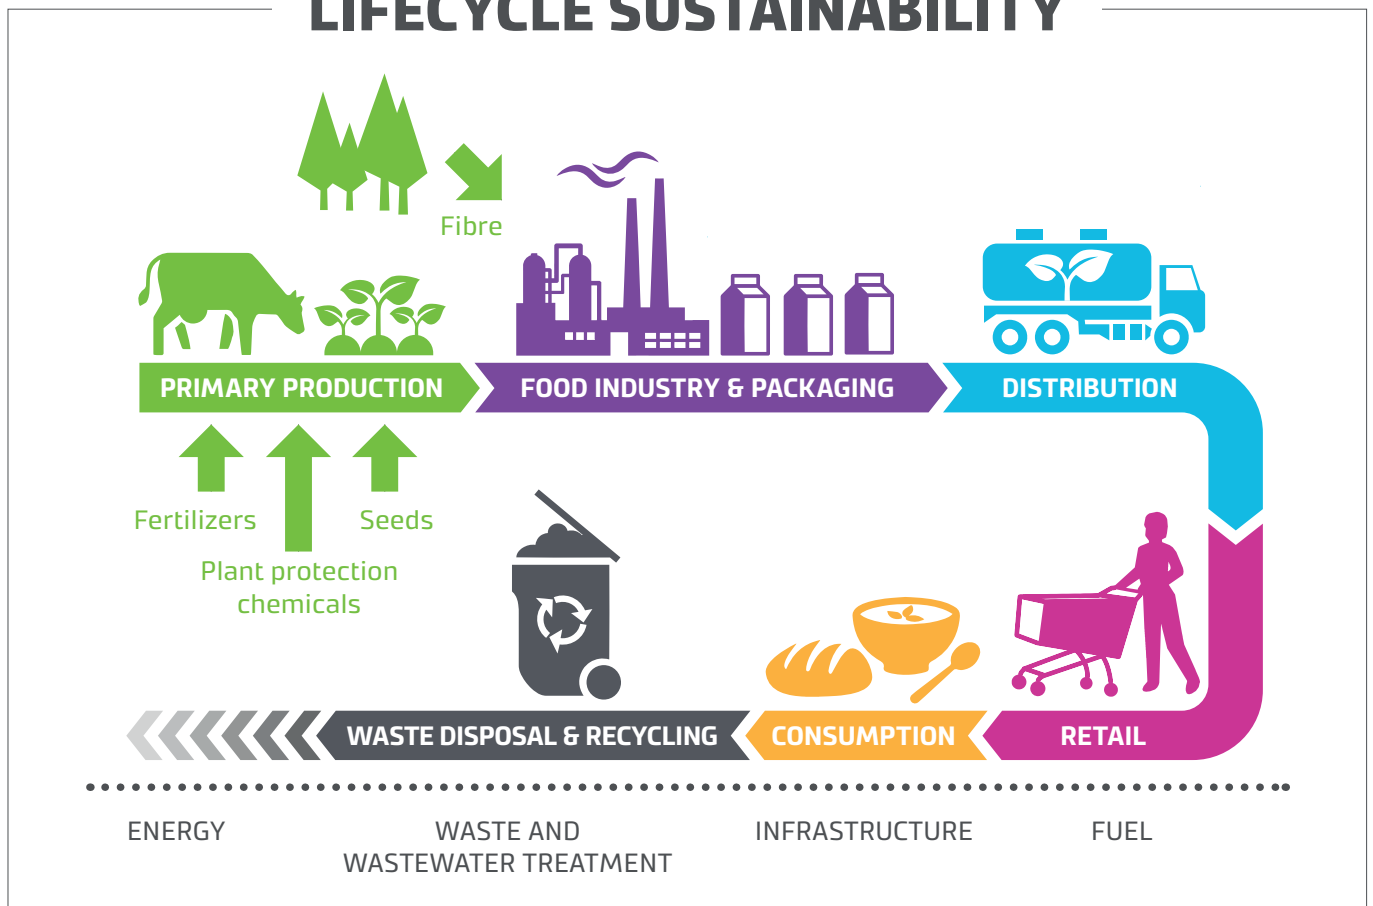 LIFECYCLE SUSTAINABILITY
Fibre
PRIMARY PRODUCTION
FOOD INDUSTRY & PACKAGING
DISTRIBUTION
Fertilizers
Seeds
Plant protection
chemicals
WASTE DISPOSAL & RECYCLING
CONSUMPTION
RETAIL
ENERGY
WASTE AND
WASTEWATER TREATMENT
INFRASTRUCTURE
FUEL